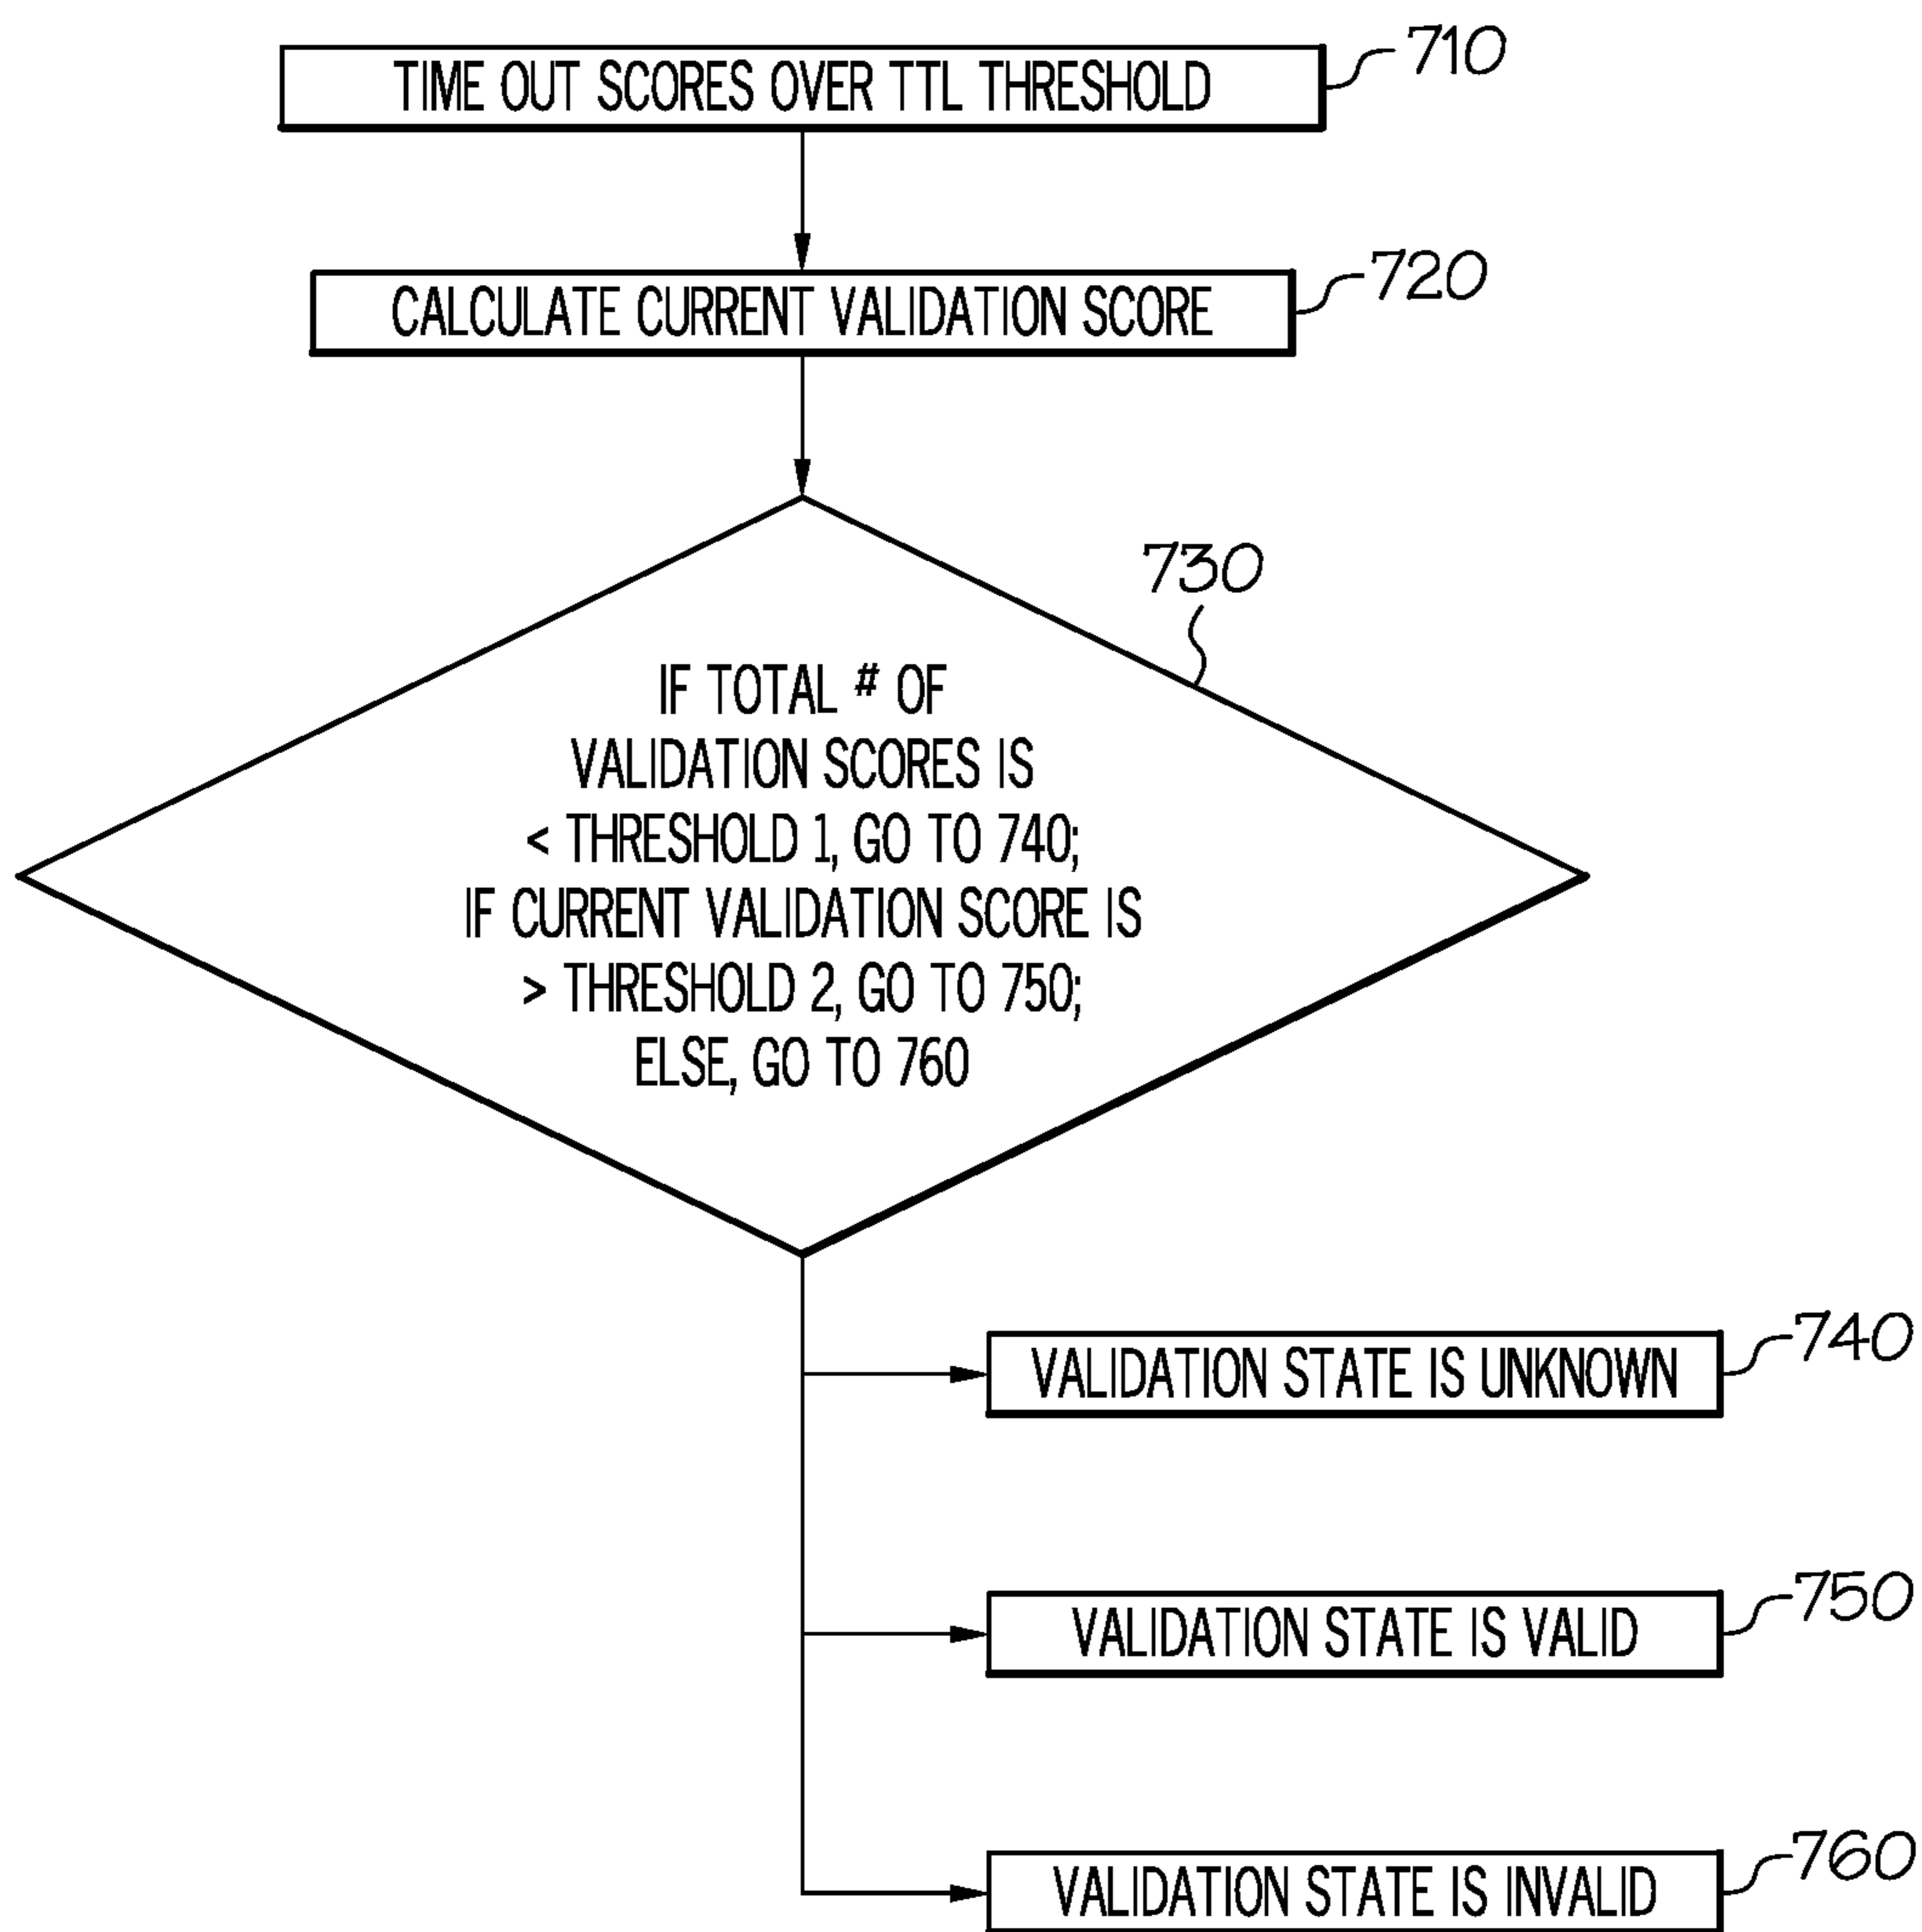 TIME OUT SCORES OVER TTL THRESHOLD
710
CALCULATE CURRENT VALIDATION SCORE
720
730
IF TOTAL # OF
VALIDATION SCORES IS
< THRESHOLD 1, GO TO 740;
IF CURRENT VALIDATION SCORE IS
> THRESHOLD 2, GO TO 750;
ELSE, GO TO 760
VALIDATION STATE IS UNKNOWN
740
VALIDATION STATE IS VALID
750
VALIDATION STATE IS INVALID
760